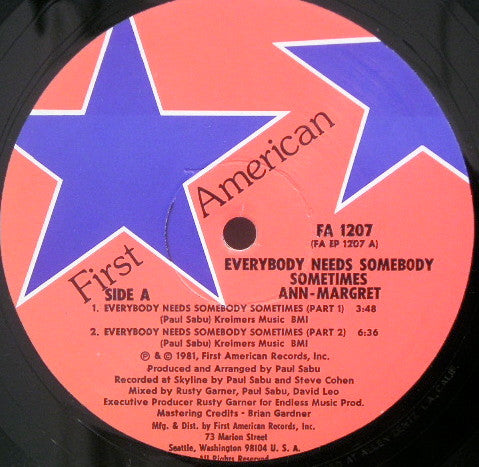 First American
FA 1207
(FA EP 1207 A)
EVERYBODY NEEDS SOMEBODY
SOMETIMES
ANN-MARGRET
SIDE A
1. EVERYBODY NEEDS SOMEBODY SOMETIMES (PART 1) 3:48
(Paul Sabu) Kreimers Music BMI
2. EVERYBODY NEEDS SOMEBODY SOMETIMES (PART 2) 6:36
(Paul Sabu) Kreimers Music BMI
℗ & © 1981, First American Records, Inc.
Produced and Arranged by Paul Sabu
Recorded at Skyline by Paul Sabu and Steve Cohen
Mixed by Rusty Garner, Paul Sabu, David Leo
Executive Producer Rusty Garner for Endless Music Prod.
Mastering Credits - Brian Gardner
Mfg. & Dist. by First American Records, Inc.
73 Marion Street
Seattle, Washington 98104 U. S. A.
All Rights Reserved